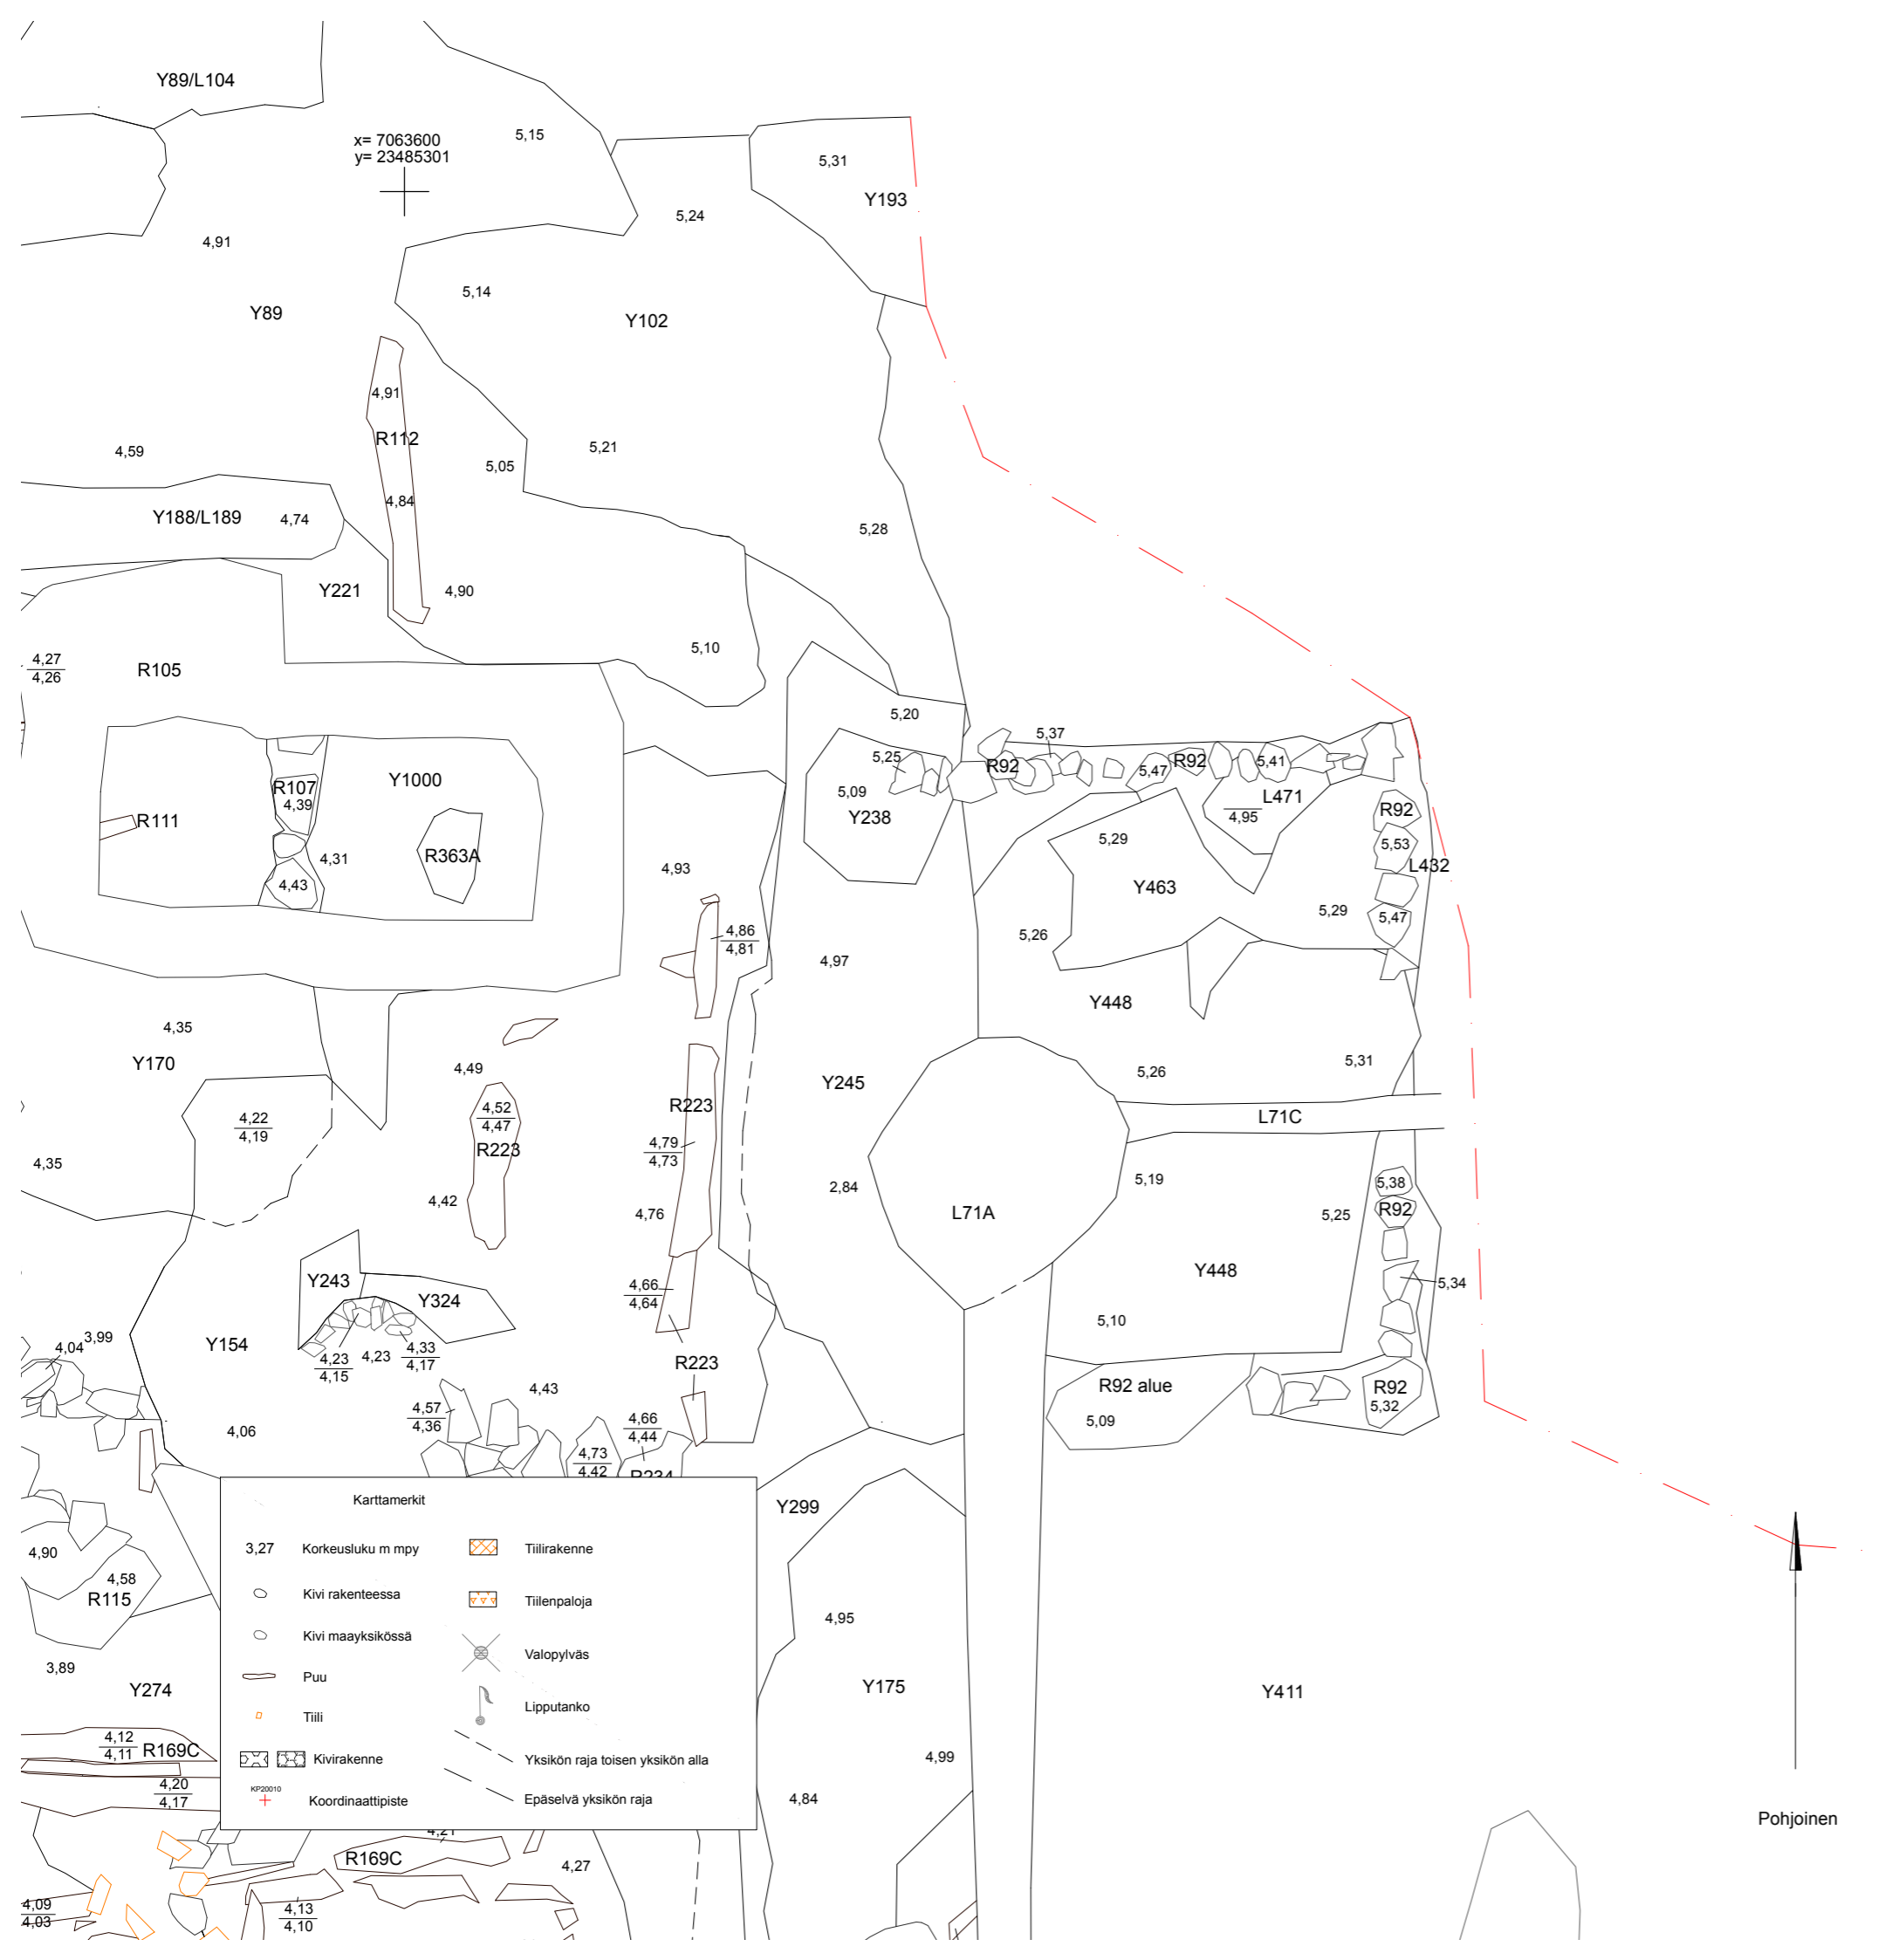 Y89/L104
x= 7063600
y= 23485301
5,15
5,31
Y193
5,24
4,91
5,14
Y89
Y102
4,91
R112
4,59
5,05
5,21
4,84
Y188/L189
4,74
5,28
Y221
4,90
5,10
4,27
4,26
R105
5,20
5,37
5,25
R92
5,47
R92
5,41
5,09
Y238
L471
4,95
R92
5,53
L432
R107
4,39
Y1000
R111
4,31
R363A
4,43
4,93
5,29
Y463
5,29
5,47
5,26
4,86
4,81
4,97
Y448
4,35
Y170
4,49
5,26
5,31
Y245
R223
4,52
4,47
R223
4,22
4,19
L71C
4,79
4,73
4,35
4,42
4,76
2,84
L71A
5,19
5,38
R92
5,25
Y448
5,34
Y243
Y324
4,66
4,64
5,10
3,99
4,04
Y154
4,23
4,15
4,23
4,33
4,17
R223
R92 alue
5,09
R92
5,32
4,43
4,57
4,36
4,06
4,66
4,44
4,73
4,42
R234
Y299
Karttamerkit
3,27 Korkeusluku m mpy
Tiilirakenne
Kivi rakenteessa
Tiilenpaloja
Kivi maayksikössä
Valopylväs
Puu
Lipputanko
Tiili
Kivirakenne
Yksikön raja toisen yksikön alla
KP20010
Koordinaattipiste
Epäselvä yksikön raja
4,90
4,58
R115
3,89
Y274
4,12
4,11
R169C
4,20
4,17
4,95
Y175
Y411
4,99
4,84
Pohjoinen
4,21
R169C
4,27
4,09
4,03
4,13
4,10